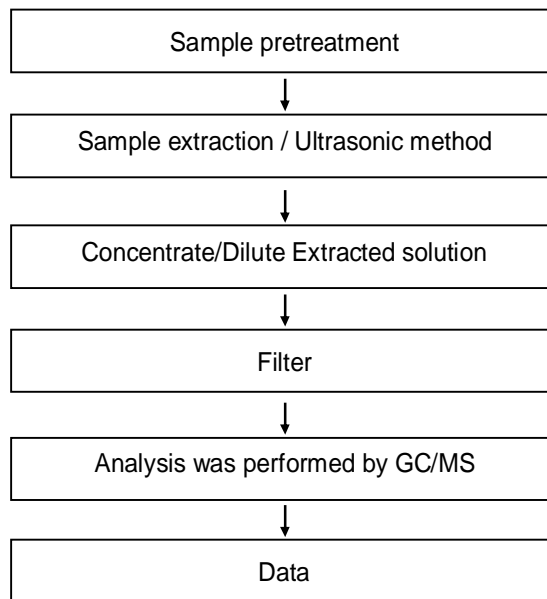 Sample pretreatment
Sample extraction / Ultrasonic method
Concentrate/Dilute Extracted solution
Filter
Analysis was performed by GC/MS
Data